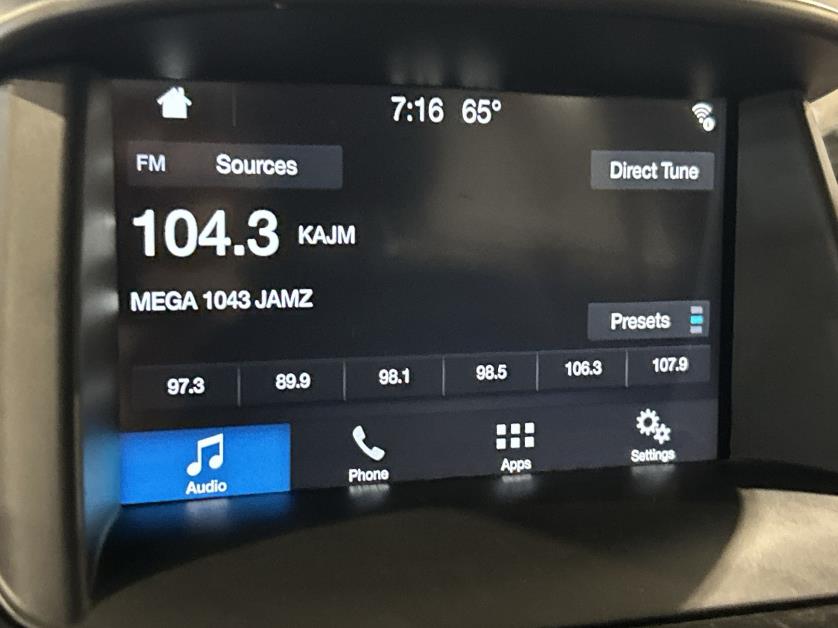 7:16 65°
FM Sources
Direct Tune
104.3 KAJM
MEGA 1043 JAMZ
Presets
97.3 89.9 98.1 98.5 106.3 107.9
Audio Phone Apps Settings